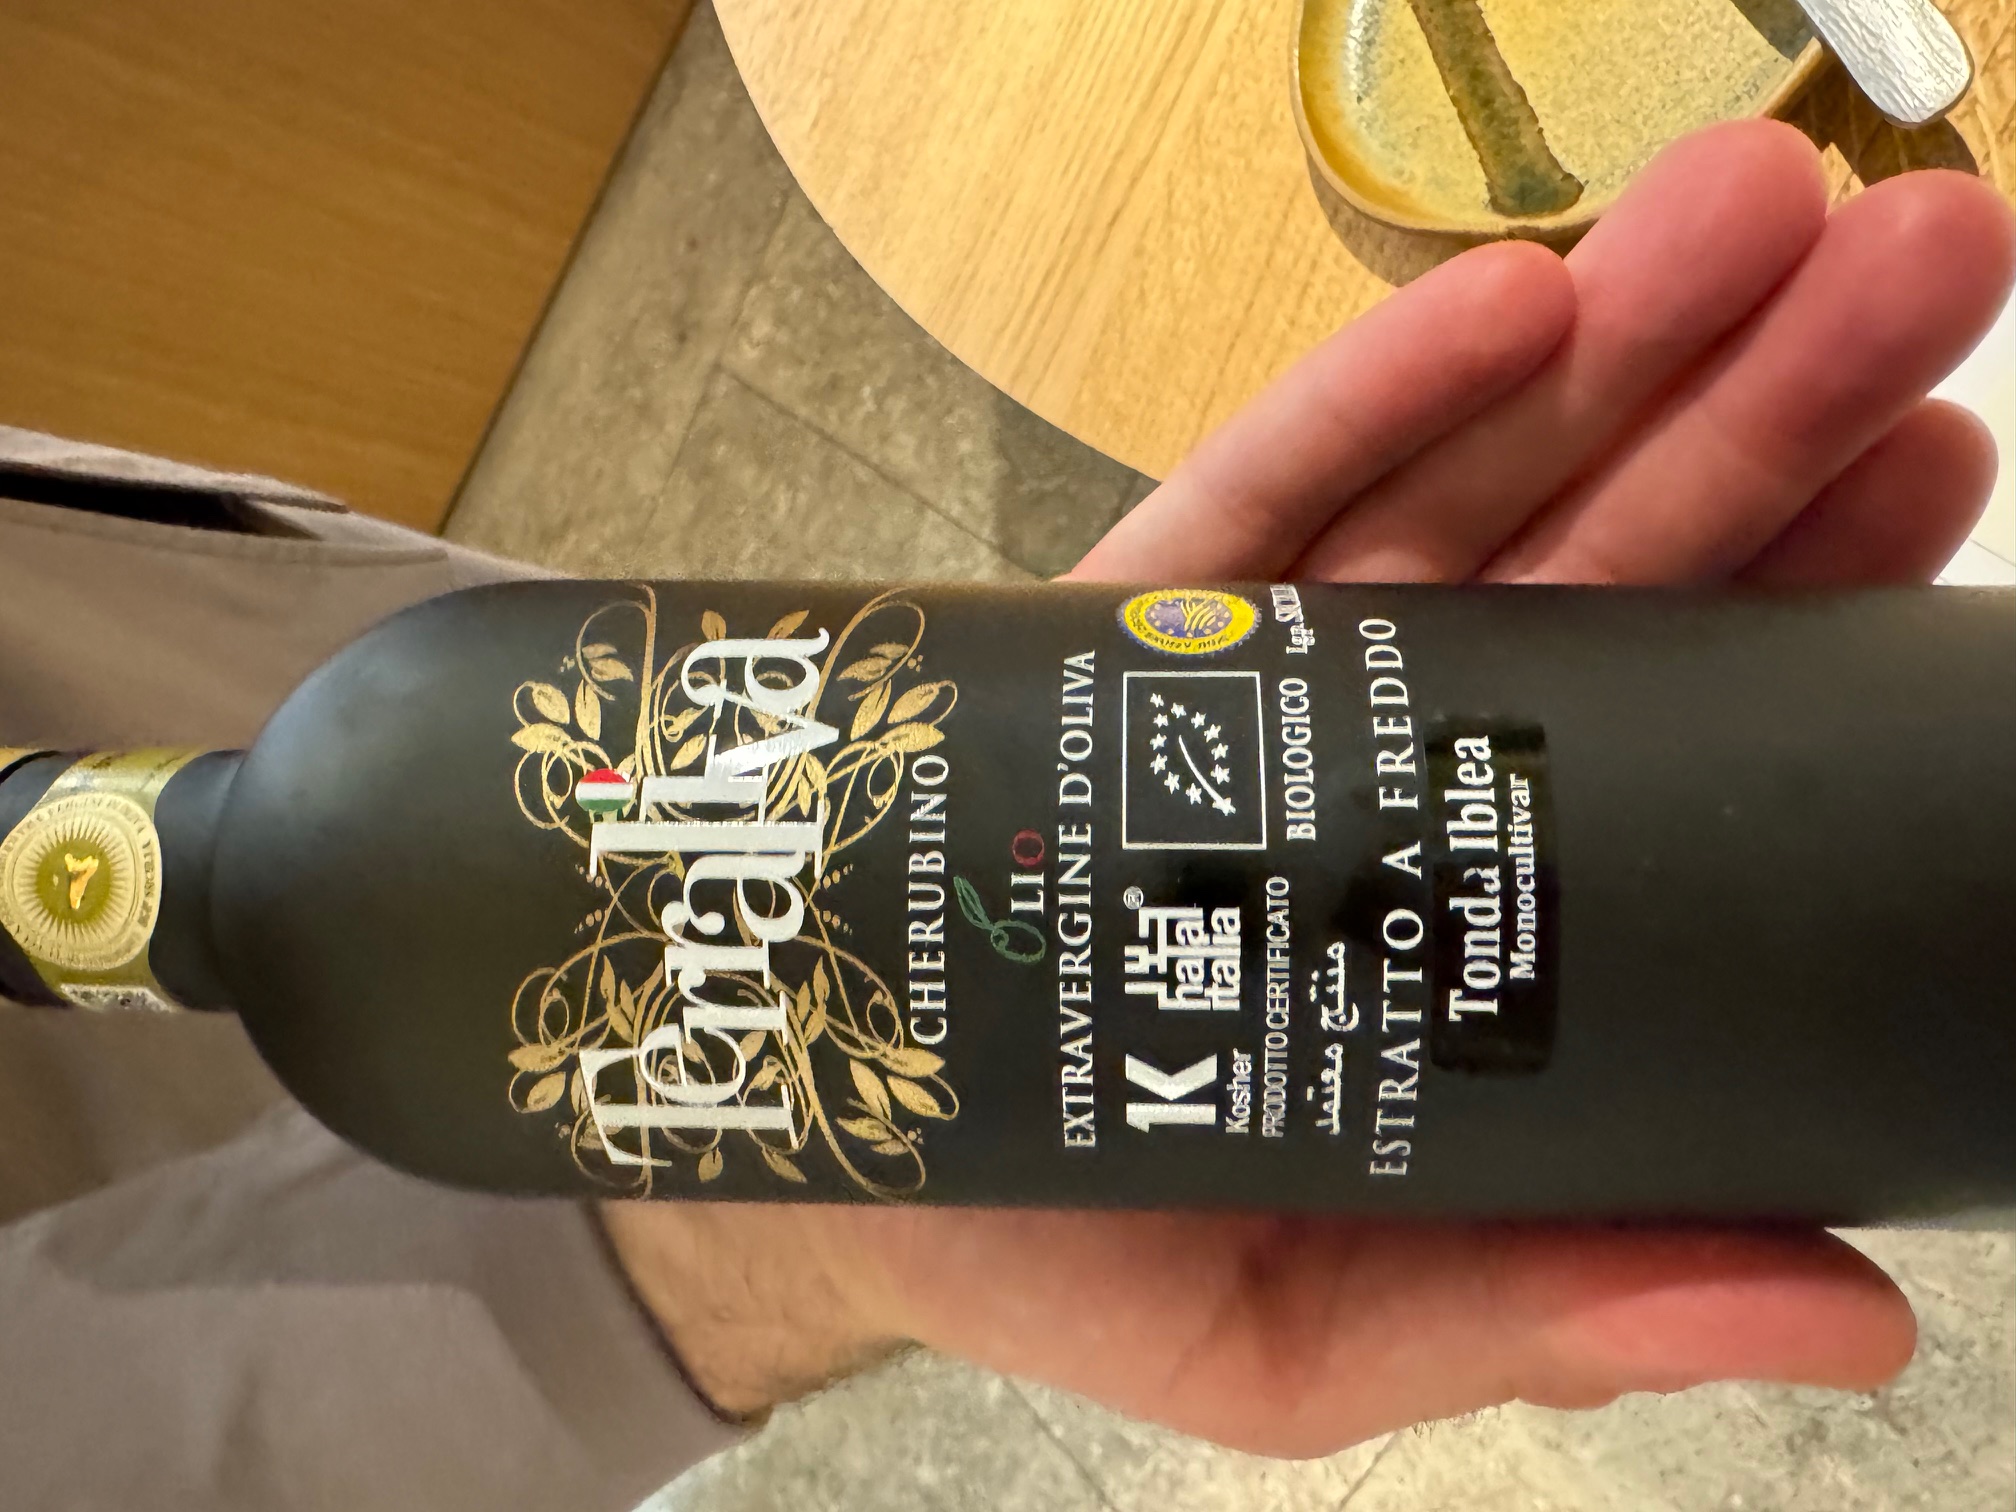 Terraliva
CHERUBINO
OLIO
EXTRAVERGINE D'OLIVA
K
Kosher
halal
italia
®
PRODOTTO CERTIFICATO
منتج معتمد
BIOLOGICO
I.g.p.
ESTRATTO A FREDDO
Tonda Iblea
Monocultivar